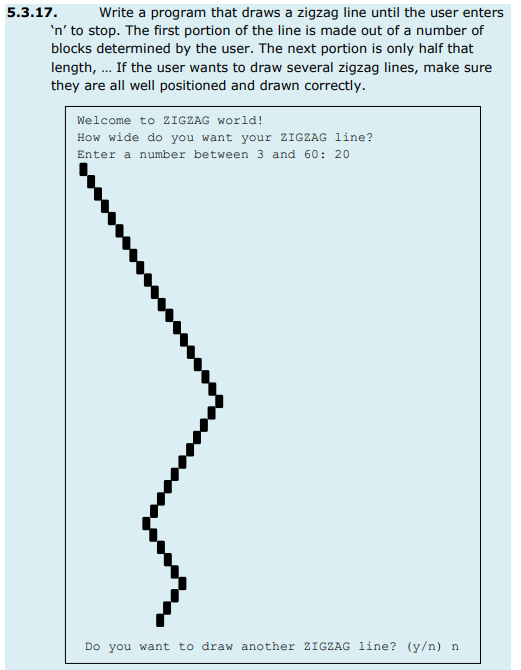 5.3.17. Write a program that draws a zigzag line until the user enters
‘n’ to stop. The first portion of the line is made out of a number of
blocks determined by the user. The next portion is only half that
length, … If the user wants to draw several zigzag lines, make sure
they are all well positioned and drawn correctly.
Welcome to ZIGZAG world!
How wide do you want your ZIGZAG line?
Enter a number between 3 and 60: 20
Do you want to draw another ZIGZAG line? (y/n) n